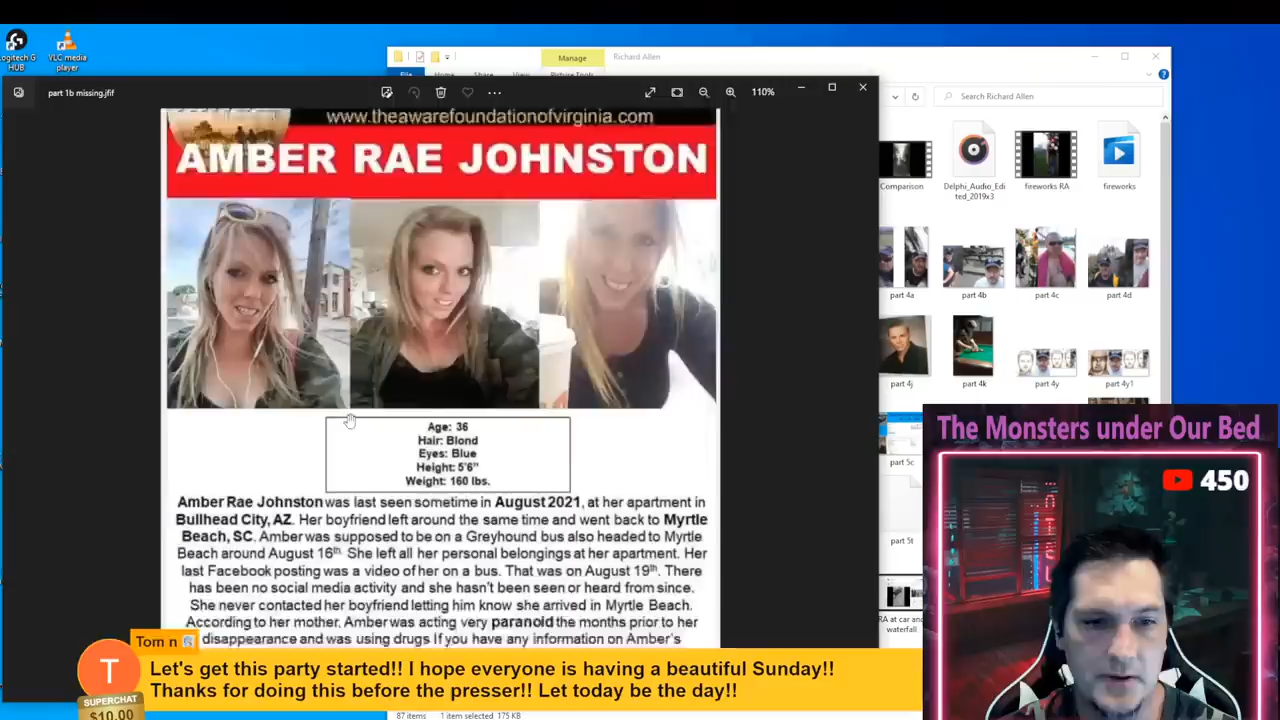 Logitech G
HUB
VLC media
player
Manage
Richard Allen
File
Home
Share
View
Picture Tools
part 1b missing.jfif
110%
Search Richard Allen
www.theawarefoundationofvirginia.com
AMBER RAE JOHNSTON
Comparison
Delphi_Audio_Edi
ted_2019x3
fireworks RA
fireworks
part 4a
part 4b
part 4c
part 4d
part 4j
part 4k
part 4y
part 4y1
Age: 36
Hair: Blond
Eyes: Blue
Height: 5'6"
Weight: 160 lbs.
Amber Rae Johnston was last seen sometime in August 2021, at her apartment in
Bullhead City, AZ. Her boyfriend left around the same time and went back to Myrtle
Beach, SC. Amber was supposed to be on a Greyhound bus also headed to Myrtle
Beach around August 16th. She left all her personal belongings at her apartment. Her
last Facebook posting was a video of her on a bus. That was on August 19th. There
has been no social media activity and she hasn't been seen or heard from since.
She never contacted her boyfriend letting him know she arrived in Myrtle Beach.
According to her mother, Amber was acting very paranoid the months prior to her
disappearance and was using drugs If you have any information on Amber's
part 5c
part 5t
RA at car and
waterfall
The Monsters under Our Bed
450
Tom n
T
SUPERCHAT
$10.00
Let's get this party started!! I hope everyone is having a beautiful Sunday!!
Thanks for doing this before the presser!! Let today be the day!!
87 items
1 item selected
175 KB